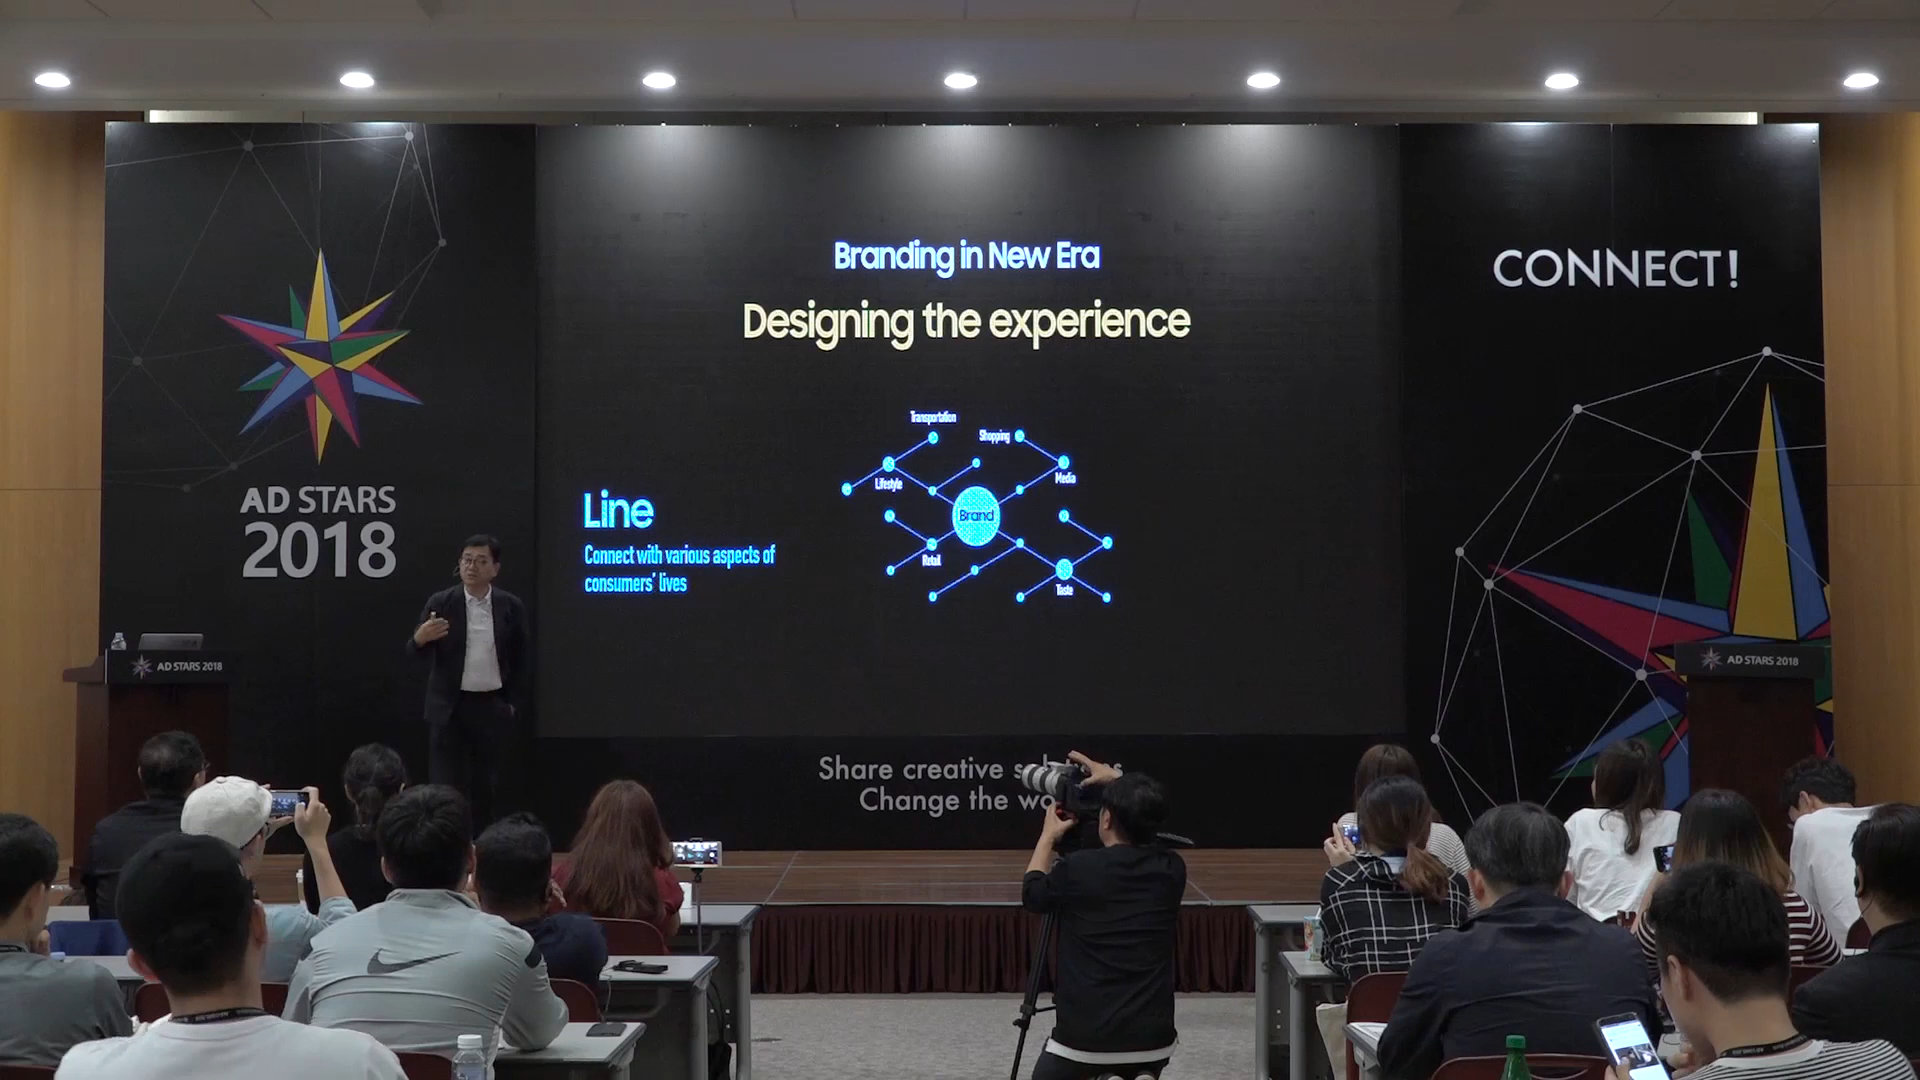 Branding in New Era
Designing the experience
Transportation
Shopping
Lifestyle
Media
Line
Brand
Connect with various aspects of
consumers' lives
Retail
Taste
AD STARS
2018
CONNECT!
AD STARS 2018
AD STARS 2018
Share creative
Change the